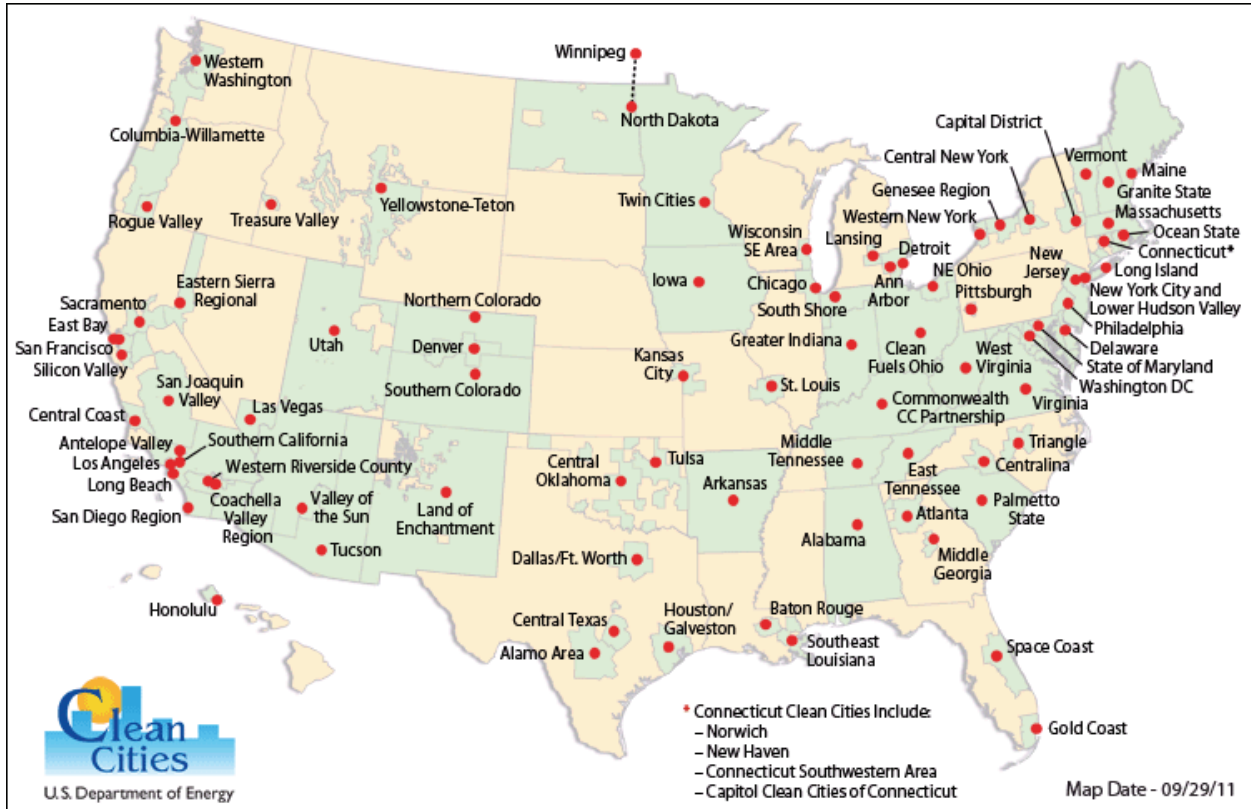 Winnipeg
Western
Washington
North Dakota
Columbia-Willamette
Capital District
Central New York
Vermont
Maine
Genesee Region
Granite State
Yellowstone-Teton
Twin Cities
Western New York
Massachusetts
Rogue Valley
Treasure Valley
Wisconsin
SE Area
Lansing
Detroit
Ocean State
Connecticut*
Eastern Sierra
Regional
Iowa
Chicago
Ann
Arbor
NE Ohio
New
Jersey
Long Island
Sacramento
Northern Colorado
South Shore
Pittsburgh
New York City and
Lower Hudson Valley
East Bay
Utah
Denver
Greater Indiana
Clean
Fuels Ohio
West
Virginia
Philadelphia
San Francisco
Silicon Valley
Southern Colorado
Kansas
City
St. Louis
Delaware
State of Maryland
Washington DC
San Joaquin
Valley
Commonwealth
CC Partnership
Virginia
Central Coast
Las Vegas
Antelope Valley
Southern California
Middle
Tennessee
Triangle
Los Angeles
Western Riverside County
Central
Oklahoma
Tulsa
East
Tennessee
Centralina
Long Beach
Arkansas
San Diego Region
Coachella
Valley
Region
Valley of
the Sun
Land of
Enchantment
Palmetto
State
Atlanta
Tucson
Dallas/Ft. Worth
Alabama
Middle
Georgia
Honolulu
Central Texas
Houston/
Galveston
Baton Rouge
Alamo Area
Southeast
Louisiana
Space Coast
Gold Coast
* Connecticut Clean Cities Include:
– Norwich
– New Haven
– Connecticut Southwestern Area
– Capitol Clean Cities of Connecticut
Clean
Cities
U.S. Department of Energy
Map Date - 09/29/11